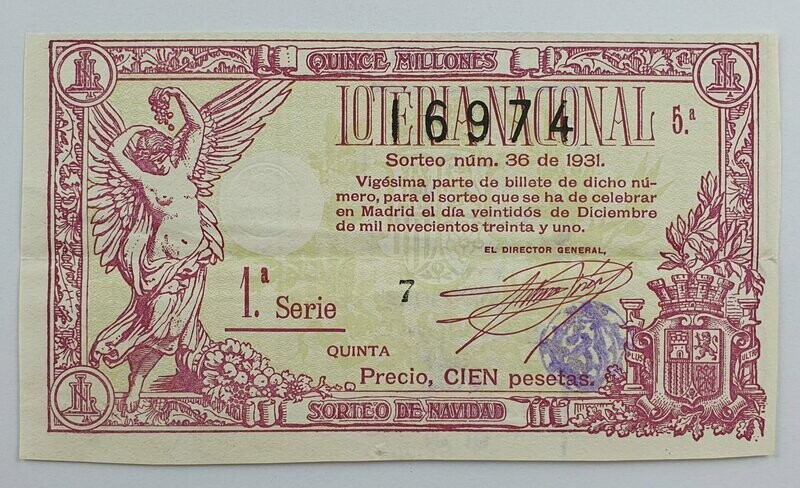 QUINCE MILLONES
LOTERIA NACIONAL
16974
5.ª
Sorteo núm. 36 de 1931.
Vigésima parte de billete de dicho nú-
mero, para el sorteo que se ha de celebrar
en Madrid el día veintidós de Diciembre
de mil novecientos treinta y uno.
EL DIRECTOR GENERAL,
1.ª Serie
7
QUINTA
Precio, CIEN pesetas.
PLUS ULTRA
SORTEO DE NAVIDAD